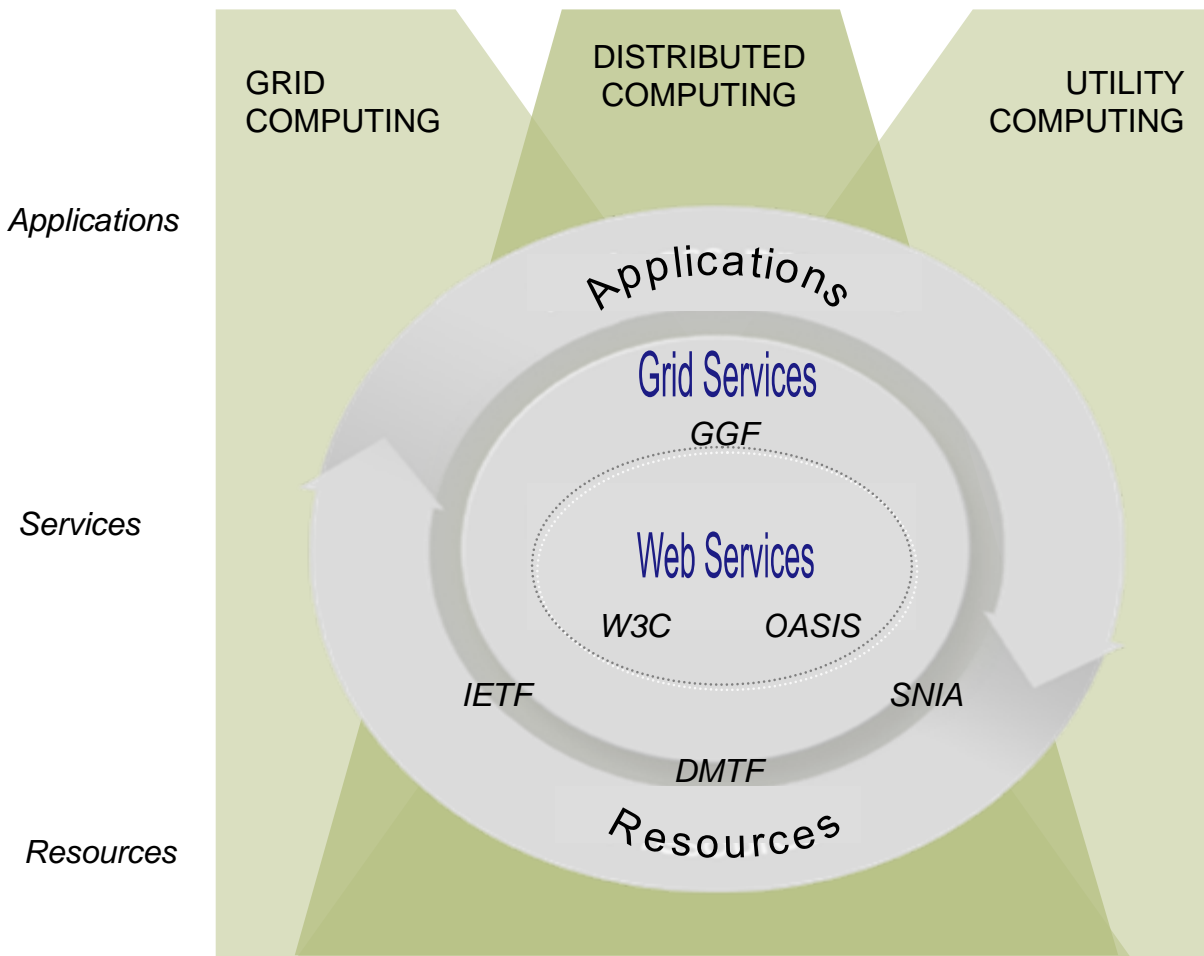 GRID
COMPUTING
DISTRIBUTED
COMPUTING
UTILITY
COMPUTING
Applications
Applications
Grid Services
GGF
Services
Web Services
W3C OASIS
IETF SNIA
DMTF
Resources
Resources